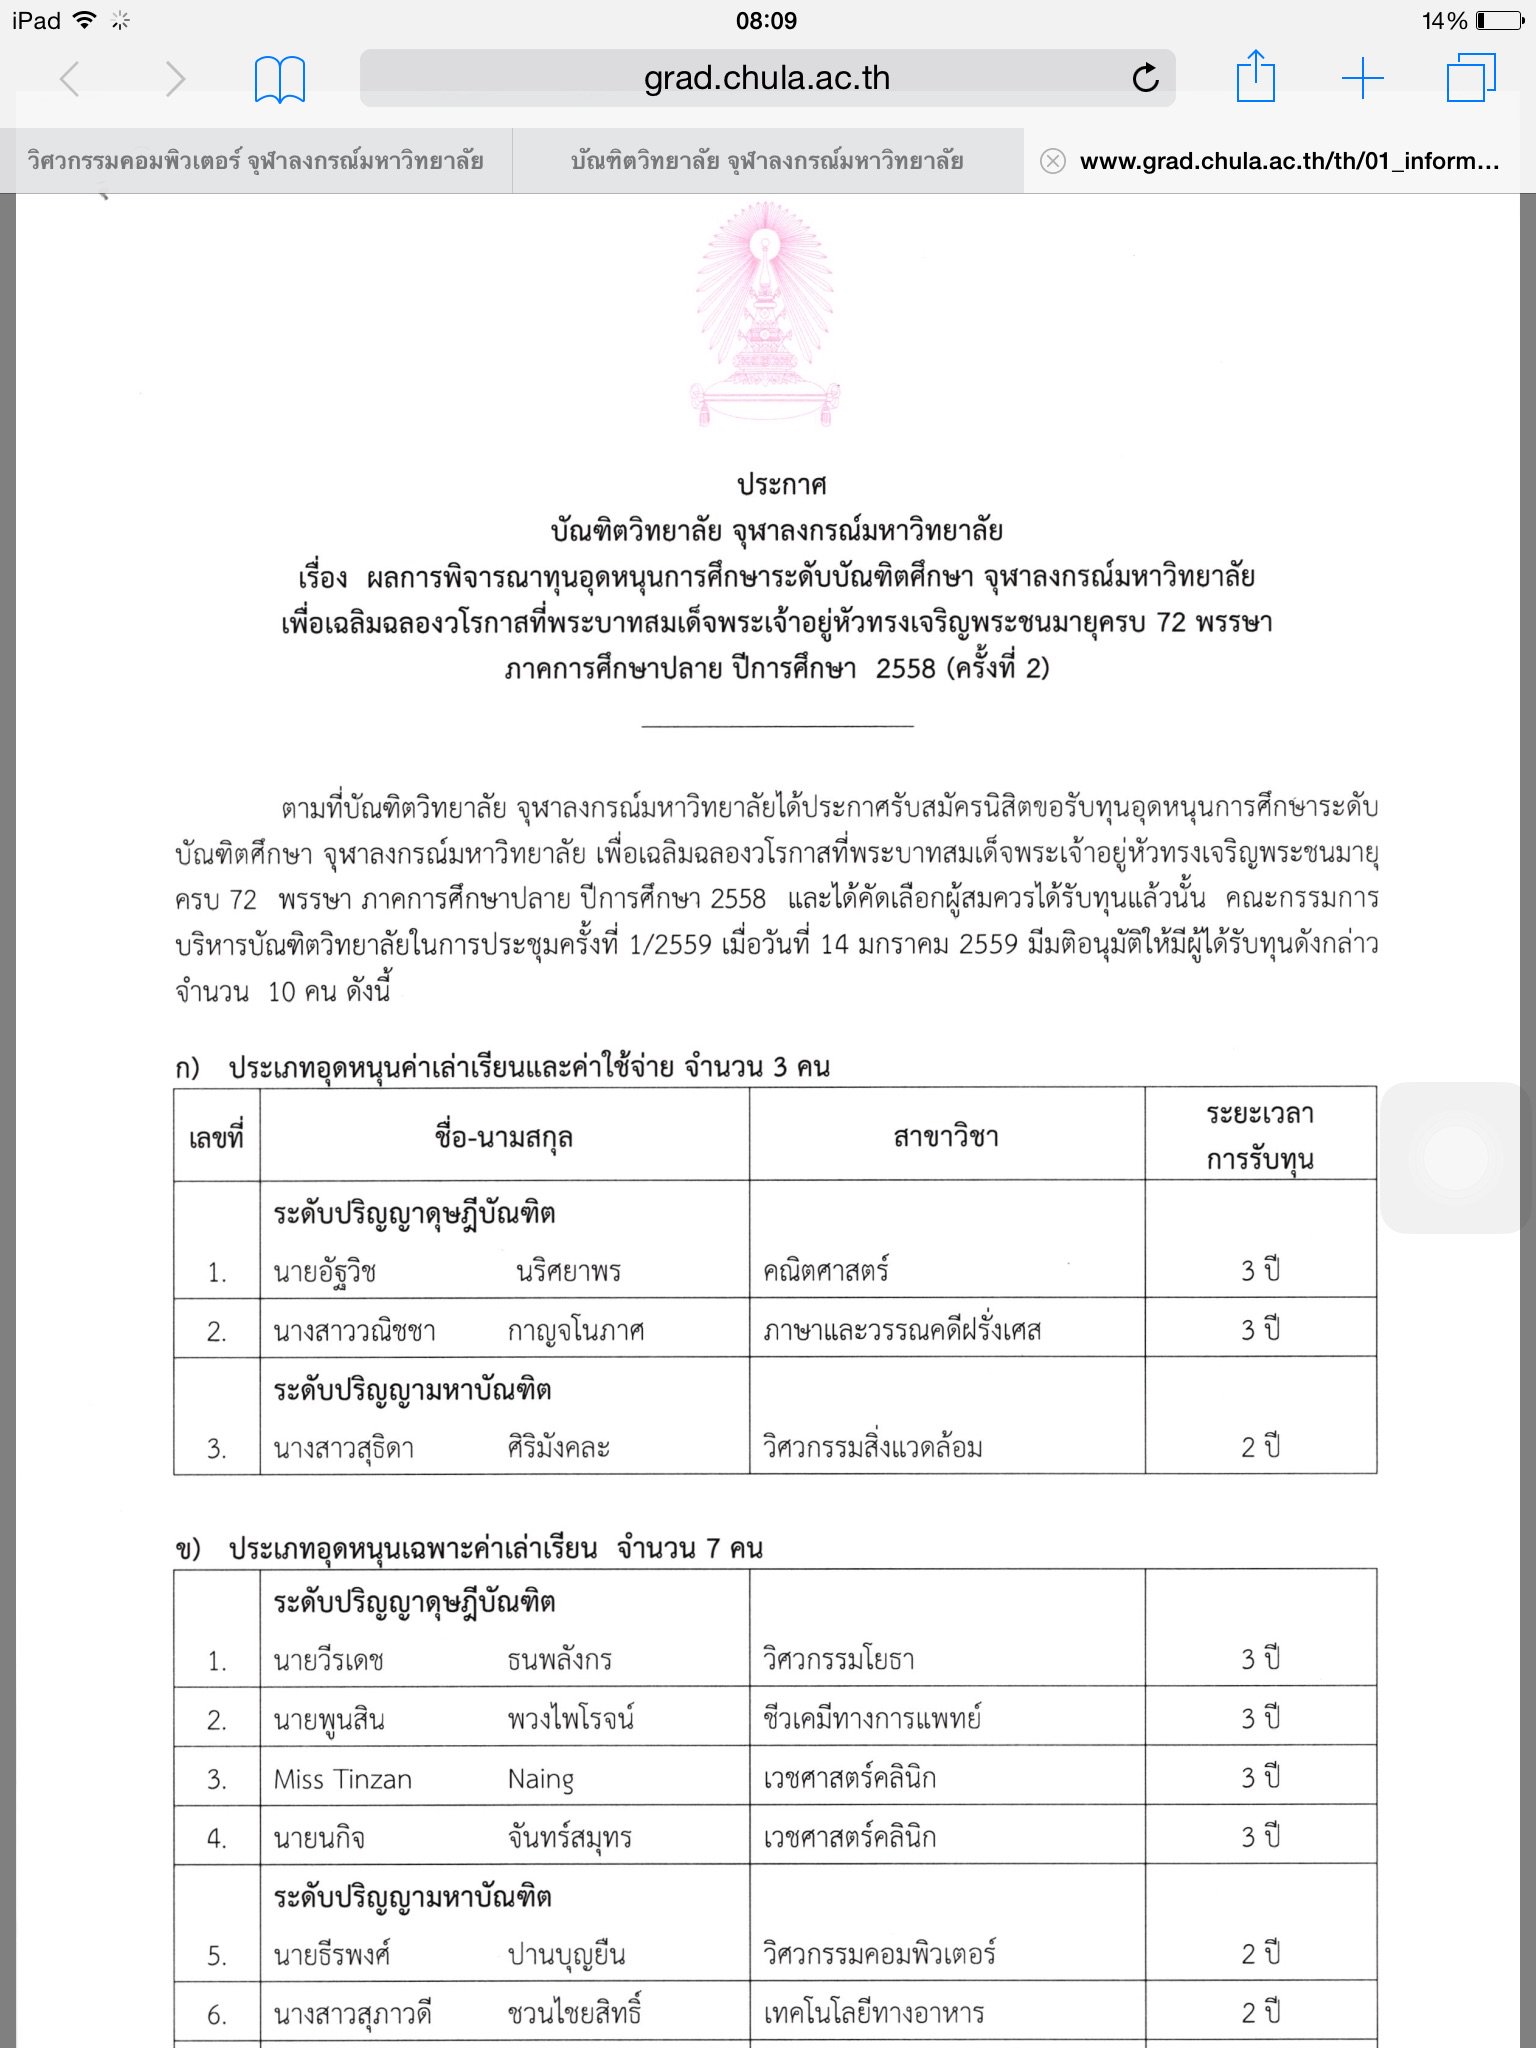 iPad 08:09 14%
grad.chula.ac.th
วิศวกรรมคอมพิวเตอร์ จุฬาลงกรณ์มหาวิทยาลัย บัณฑิตวิทยาลัย จุฬาลงกรณ์มหาวิทยาลัย www.grad.chula.ac.th/th/01_inform...
ประกาศ
บัณฑิตวิทยาลัย จุฬาลงกรณ์มหาวิทยาลัย
เรื่อง ผลการพิจารณาทุนอุดหนุนการศึกษาระดับบัณฑิตศึกษา จุฬาลงกรณ์มหาวิทยาลัย
เพื่อเฉลิมฉลองวโรกาสที่พระบาทสมเด็จพระเจ้าอยู่หัวทรงเจริญพระชนมายุครบ 72 พรรษา
ภาคการศึกษาปลาย ปีการศึกษา 2558 (ครั้งที่ 2)
ตามที่บัณฑิตวิทยาลัย จุฬาลงกรณ์มหาวิทยาลัยได้ประกาศรับสมัครนิสิตขอรับทุนอุดหนุนการศึกษาระดับ
บัณฑิตศึกษา จุฬาลงกรณ์มหาวิทยาลัย เพื่อเฉลิมฉลองวโรกาสที่พระบาทสมเด็จพระเจ้าอยู่หัวทรงเจริญพระชนมายุ
ครบ 72 พรรษา ภาคการศึกษาปลาย ปีการศึกษา 2558 และได้คัดเลือกผู้สมควรได้รับทุนแล้วนั้น คณะกรรมการ
บริหารบัณฑิตวิทยาลัยในการประชุมครั้งที่ 1/2559 เมื่อวันที่ 14 มกราคม 2559 มีมติอนุมัติให้มีผู้ได้รับทุนดังกล่าว
จำนวน 10 คน ดังนี้
ก) ประเภทอุดหนุนค่าเล่าเรียนและค่าใช้จ่าย จำนวน 3 คน
เลขที่ ชื่อ-นามสกุล สาขาวิชา ระยะเวลา
การรับทุน
ระดับปริญญาดุษฎีบัณฑิต
1. นายอัฐวิช นริศยาพร คณิตศาสตร์ 3 ปี
2. นางสาววณิชชา กาญจโนภาศ ภาษาและวรรณคดีฝรั่งเศส 3 ปี
ระดับปริญญามหาบัณฑิต
3. นางสาวสุธิดา ศิริมังคละ วิศวกรรมสิ่งแวดล้อม 2 ปี
ข) ประเภทอุดหนุนเฉพาะค่าเล่าเรียน จำนวน 7 คน
ระดับปริญญาดุษฎีบัณฑิต
1. นายวีรเดช ธนพลังกร วิศวกรรมโยธา 3 ปี
2. นายพูนสิน พวงไพโรจน์ ชีวเคมีทางการแพทย์ 3 ปี
3. Miss Tinzan Naing เวชศาสตร์คลินิก 3 ปี
4. นายนกิจ จันทร์สมุทร เวชศาสตร์คลินิก 3 ปี
ระดับปริญญามหาบัณฑิต
5. นายธีรพงศ์ ปานบุญยืน วิศวกรรมคอมพิวเตอร์ 2 ปี
6. นางสาวสุภาวดี ชวนไชยสิทธิ์ เทคโนโลยีทางอาหาร 2 ปี